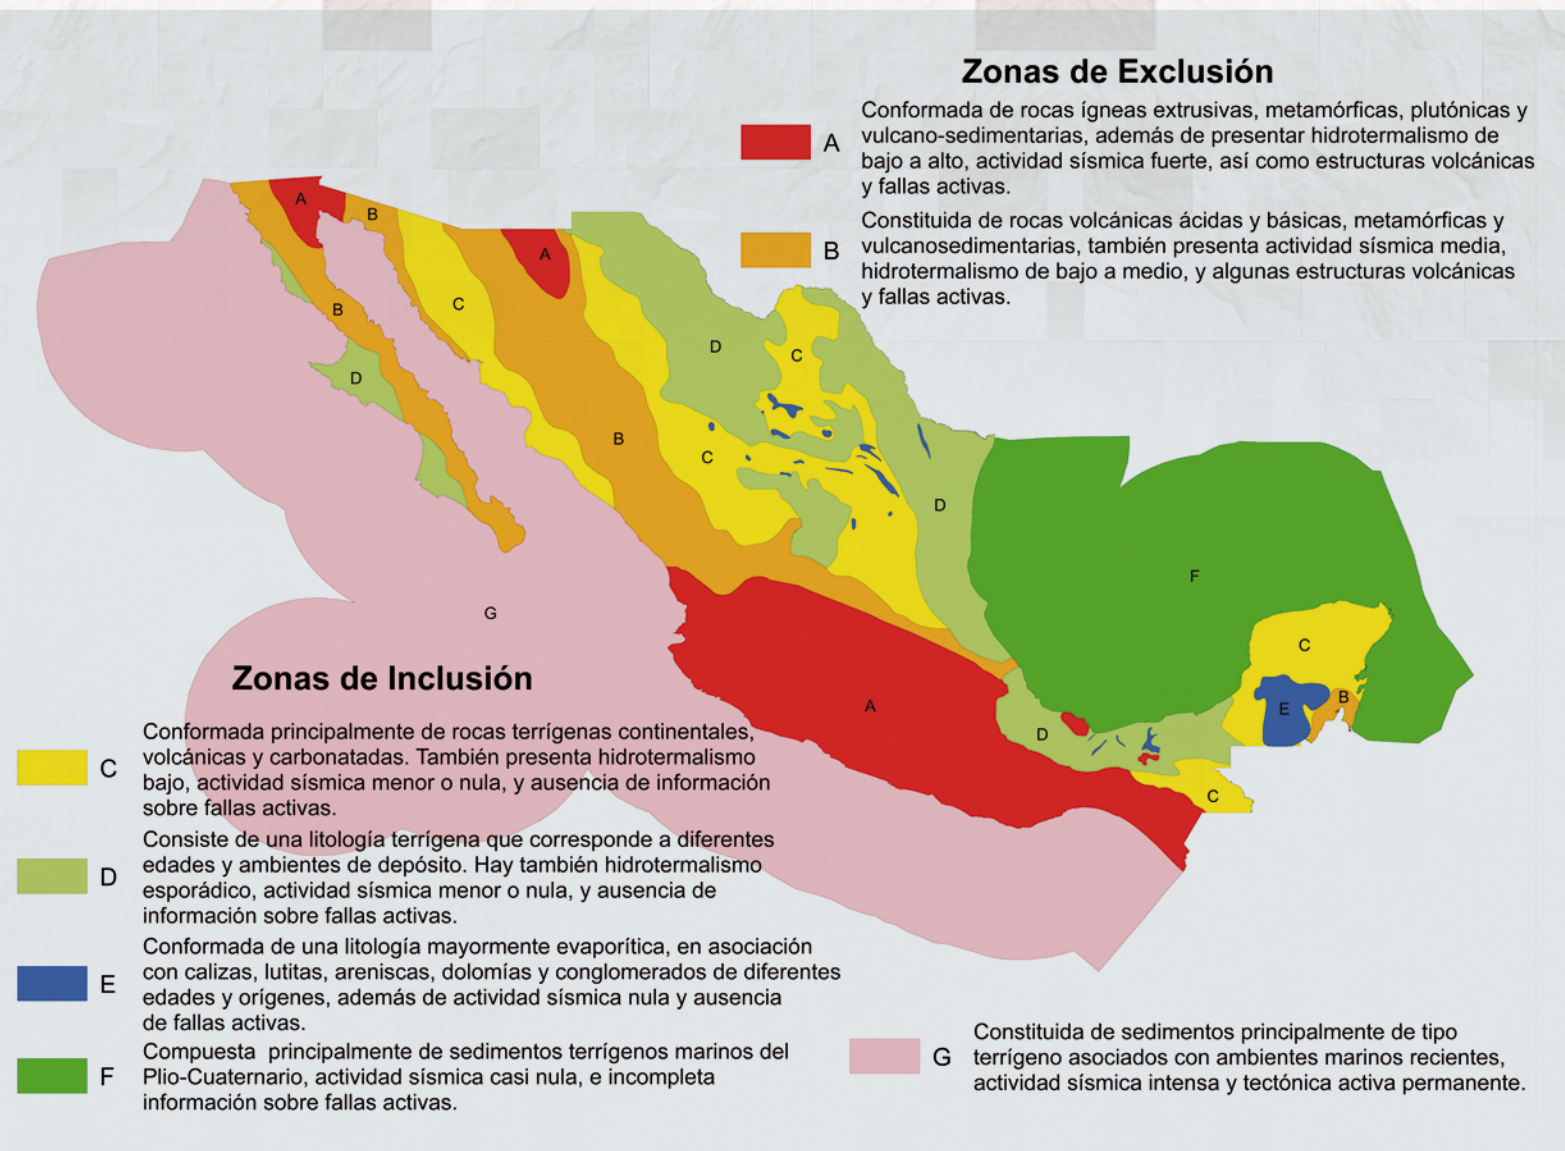 Zonas de Exclusión
A
Conformada de rocas ígneas extrusivas, metamórficas, plutónicas y
vulcano-sedimentarias, además de presentar hidrotermalismo de
bajo a alto, actividad sísmica fuerte, así como estructuras volcánicas
y fallas activas.
B
Constituida de rocas volcánicas ácidas y básicas, metamórficas y
vulcanosedimentarias, también presenta actividad sísmica media,
hidrotermalismo de bajo a medio, y algunas estructuras volcánicas
y fallas activas.
A
B
A
C
B
D
C
D
B
C
D
F
G
C
A
E
B
D
C
Zonas de Inclusión
C
Conformada principalmente de rocas terrígenas continentales,
volcánicas y carbonatadas. También presenta hidrotermalismo
bajo, actividad sísmica menor o nula, y ausencia de información
sobre fallas activas.
D
Consiste de una litología terrígena que corresponde a diferentes
edades y ambientes de depósito. Hay también hidrotermalismo
esporádico, actividad sísmica menor o nula, y ausencia de
información sobre fallas activas.
E
Conformada de una litología mayormente evaporítica, en asociación
con calizas, lutitas, areniscas, dolomías y conglomerados de diferentes
edades y orígenes, además de actividad sísmica nula y ausencia
de fallas activas.
F
Compuesta principalmente de sedimentos terrígenos marinos del
Plio-Cuaternario, actividad sísmica casi nula, e incompleta
información sobre fallas activas.
G
Constituida de sedimentos principalmente de tipo
terrígeno asociados con ambientes marinos recientes,
actividad sísmica intensa y tectónica activa permanente.